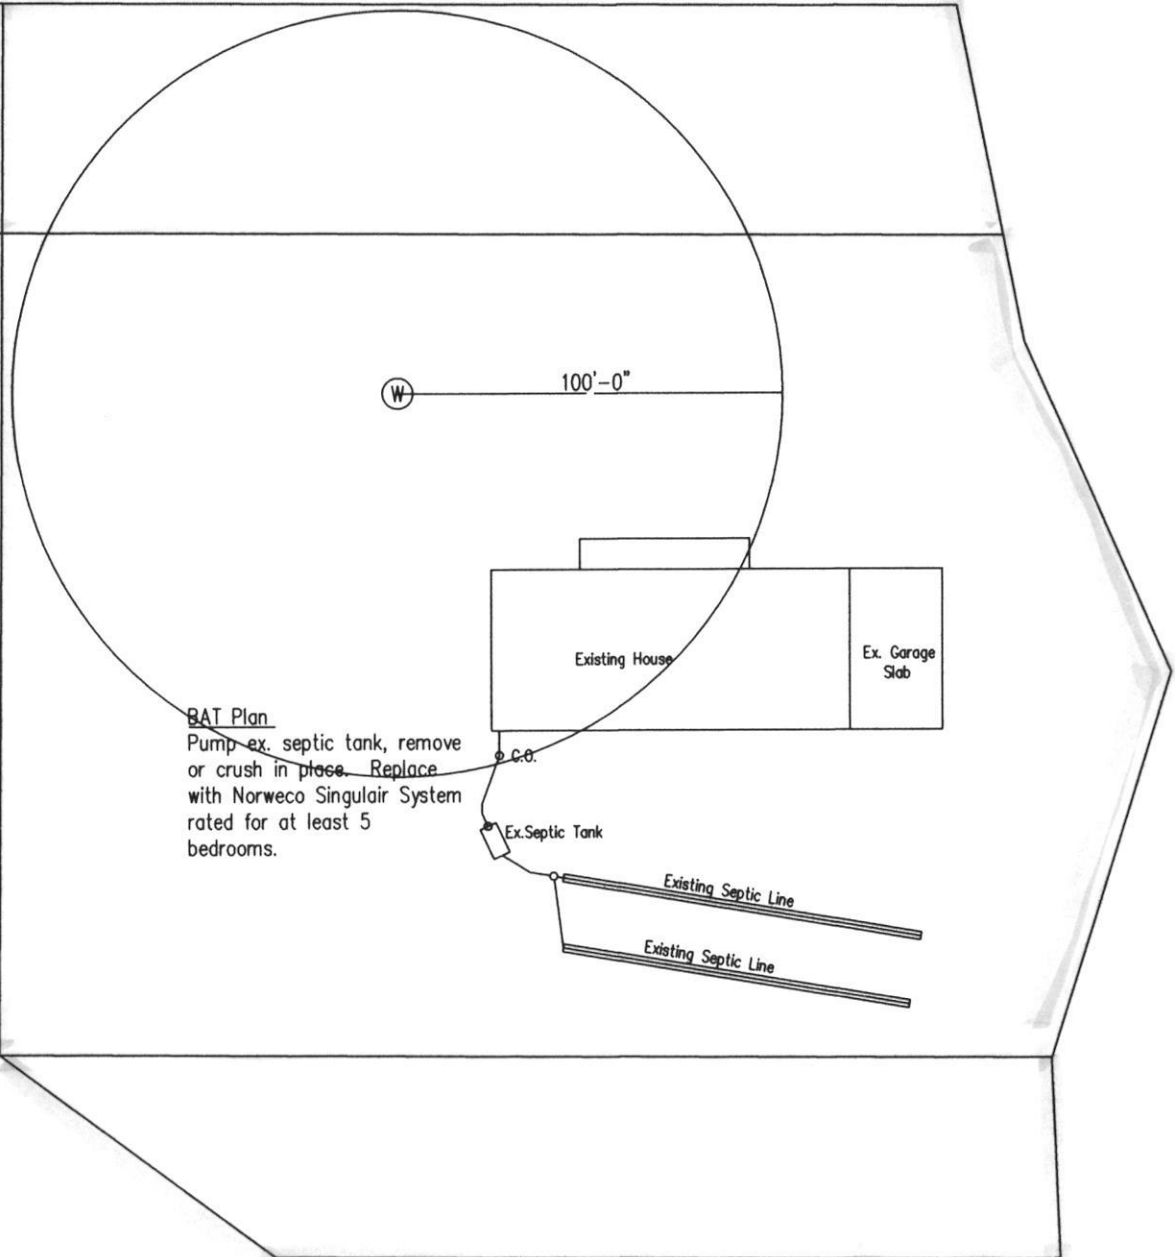 W
100'-0"
Existing House
Ex. Garage
Slab
BAT Plan
Pump ex. septic tank, remove
or crush in place. Replace
with Norweco Singulair System
rated for at least 5
bedrooms.
C.O.
Ex.Septic Tank
Existing Septic Line
Existing Septic Line